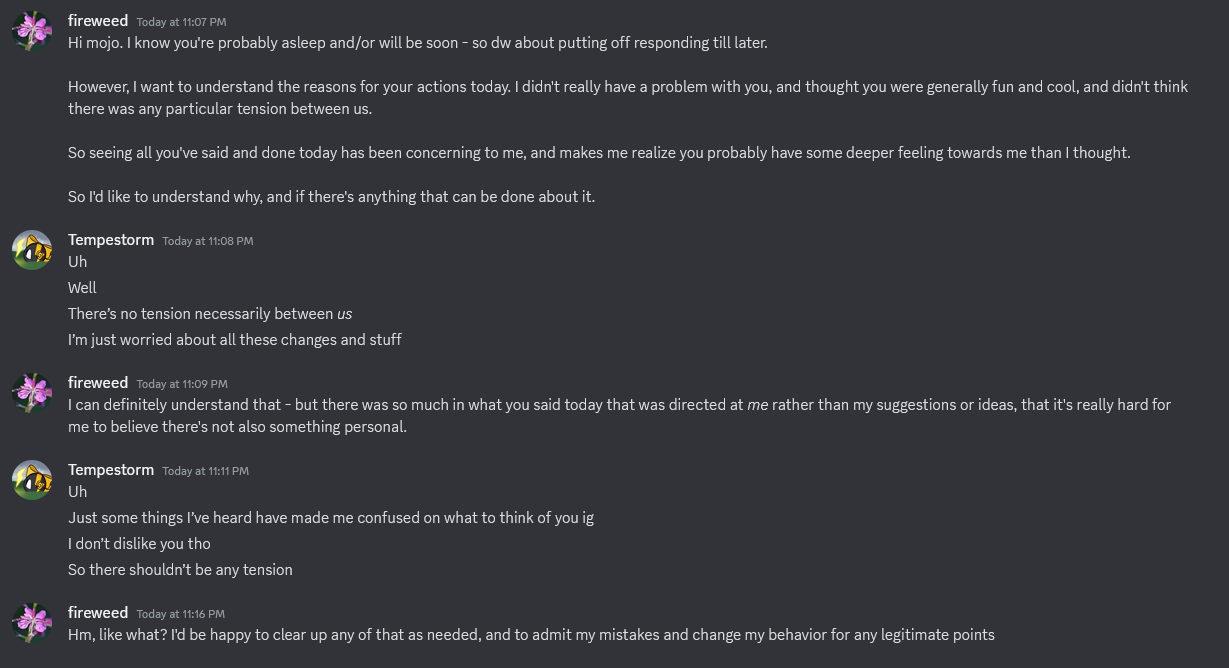 fireweed Today at 11:07 PM
Hi mojo. I know you're probably asleep and/or will be soon - so dw about putting off responding till later.
However, I want to understand the reasons for your actions today. I didn't really have a problem with you, and thought you were generally fun and cool, and didn't think
there was any particular tension between us.
So seeing all you've said and done today has been concerning to me, and makes me realize you probably have some deeper feeling towards me than I thought.
So I'd like to understand why, and if there's anything that can be done about it.
Tempestorm Today at 11:08 PM
Uh
Well
There's no tension necessarily between us
I'm just worried about all these changes and stuff
fireweed Today at 11:09 PM
I can definitely understand that - but there was so much in what you said today that was directed at me rather than my suggestions or ideas, that it's really hard for
me to believe there's not also something personal.
Tempestorm Today at 11:11 PM
Uh
Just some things I've heard have made me confused on what to think of you ig
I don't dislike you tho
So there shouldn't be any tension
fireweed Today at 11:16 PM
Hm, like what? I'd be happy to clear up any of that as needed, and to admit my mistakes and change my behavior for any legitimate points